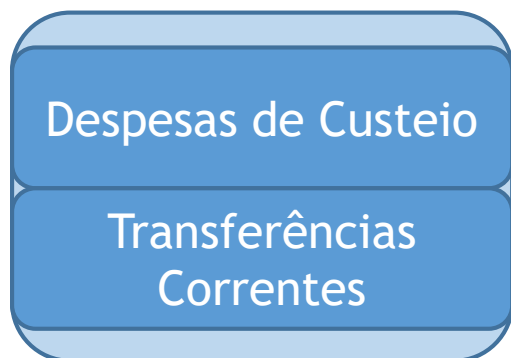 Despesas de Custeio
Transferências
Correntes